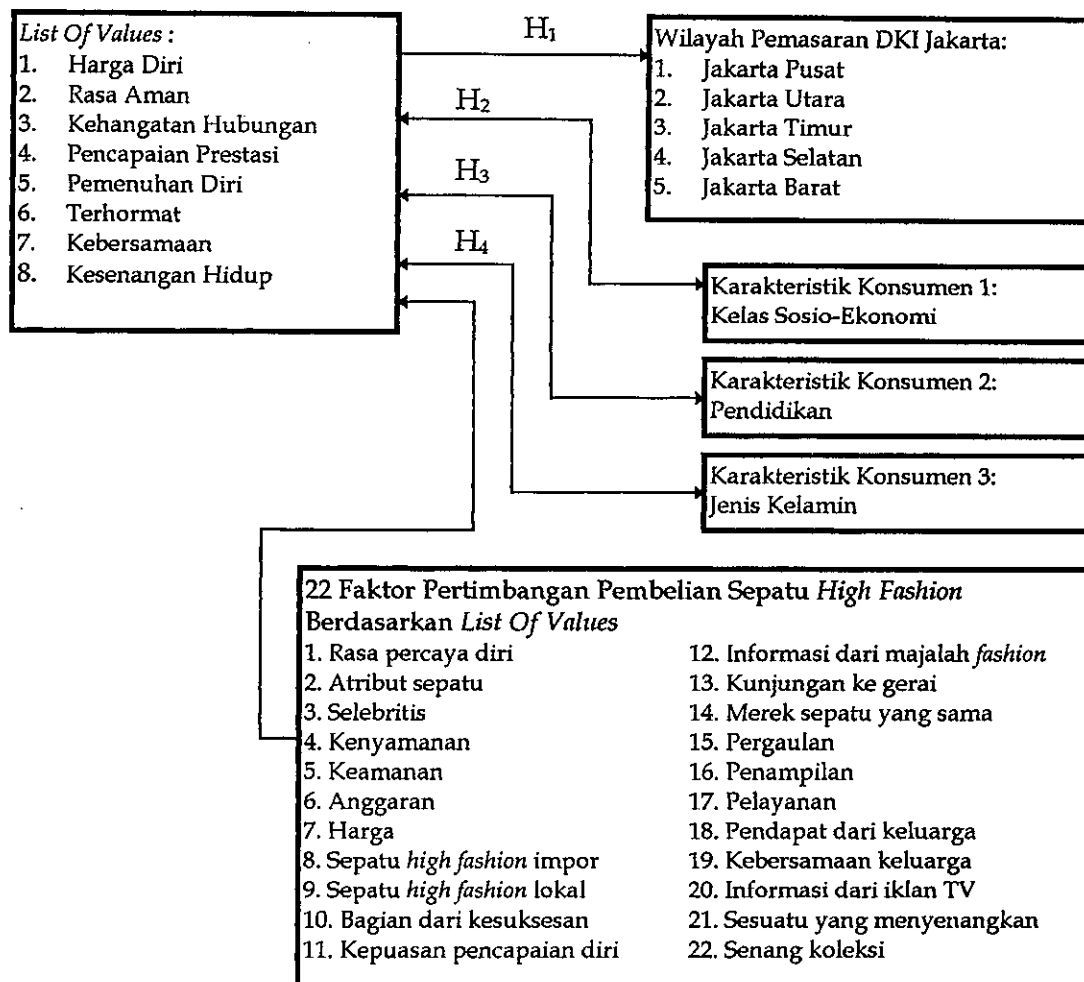 List Of Values :
1. Harga Diri
2. Rasa Aman
3. Kehangatan Hubungan
4. Pencapaian Prestasi
5. Pemenuhan Diri
6. Terhormat
7. Kebersamaan
8. Kesenangan Hidup
H1
H2
H3
H4
Wilayah Pemasaran DKI Jakarta:
1. Jakarta Pusat
2. Jakarta Utara
3. Jakarta Timur
4. Jakarta Selatan
5. Jakarta Barat
Karakteristik Konsumen 1:
Kelas Sosio-Ekonomi
Karakteristik Konsumen 2:
Pendidikan
Karakteristik Konsumen 3:
Jenis Kelamin
22 Faktor Pertimbangan Pembelian Sepatu High Fashion
Berdasarkan List Of Values
1. Rasa percaya diri
2. Atribut sepatu
3. Selebritis
4. Kenyamanan
5. Keamanan
6. Anggaran
7. Harga
8. Sepatu high fashion impor
9. Sepatu high fashion lokal
10. Bagian dari kesuksesan
11. Kepuasan pencapaian diri
12. Informasi dari majalah fashion
13. Kunjungan ke gerai
14. Merek sepatu yang sama
15. Pergaulan
16. Penampilan
17. Pelayanan
18. Pendapat dari keluarga
19. Kebersamaan keluarga
20. Informasi dari iklan TV
21. Sesuatu yang menyenangkan
22. Senang koleksi